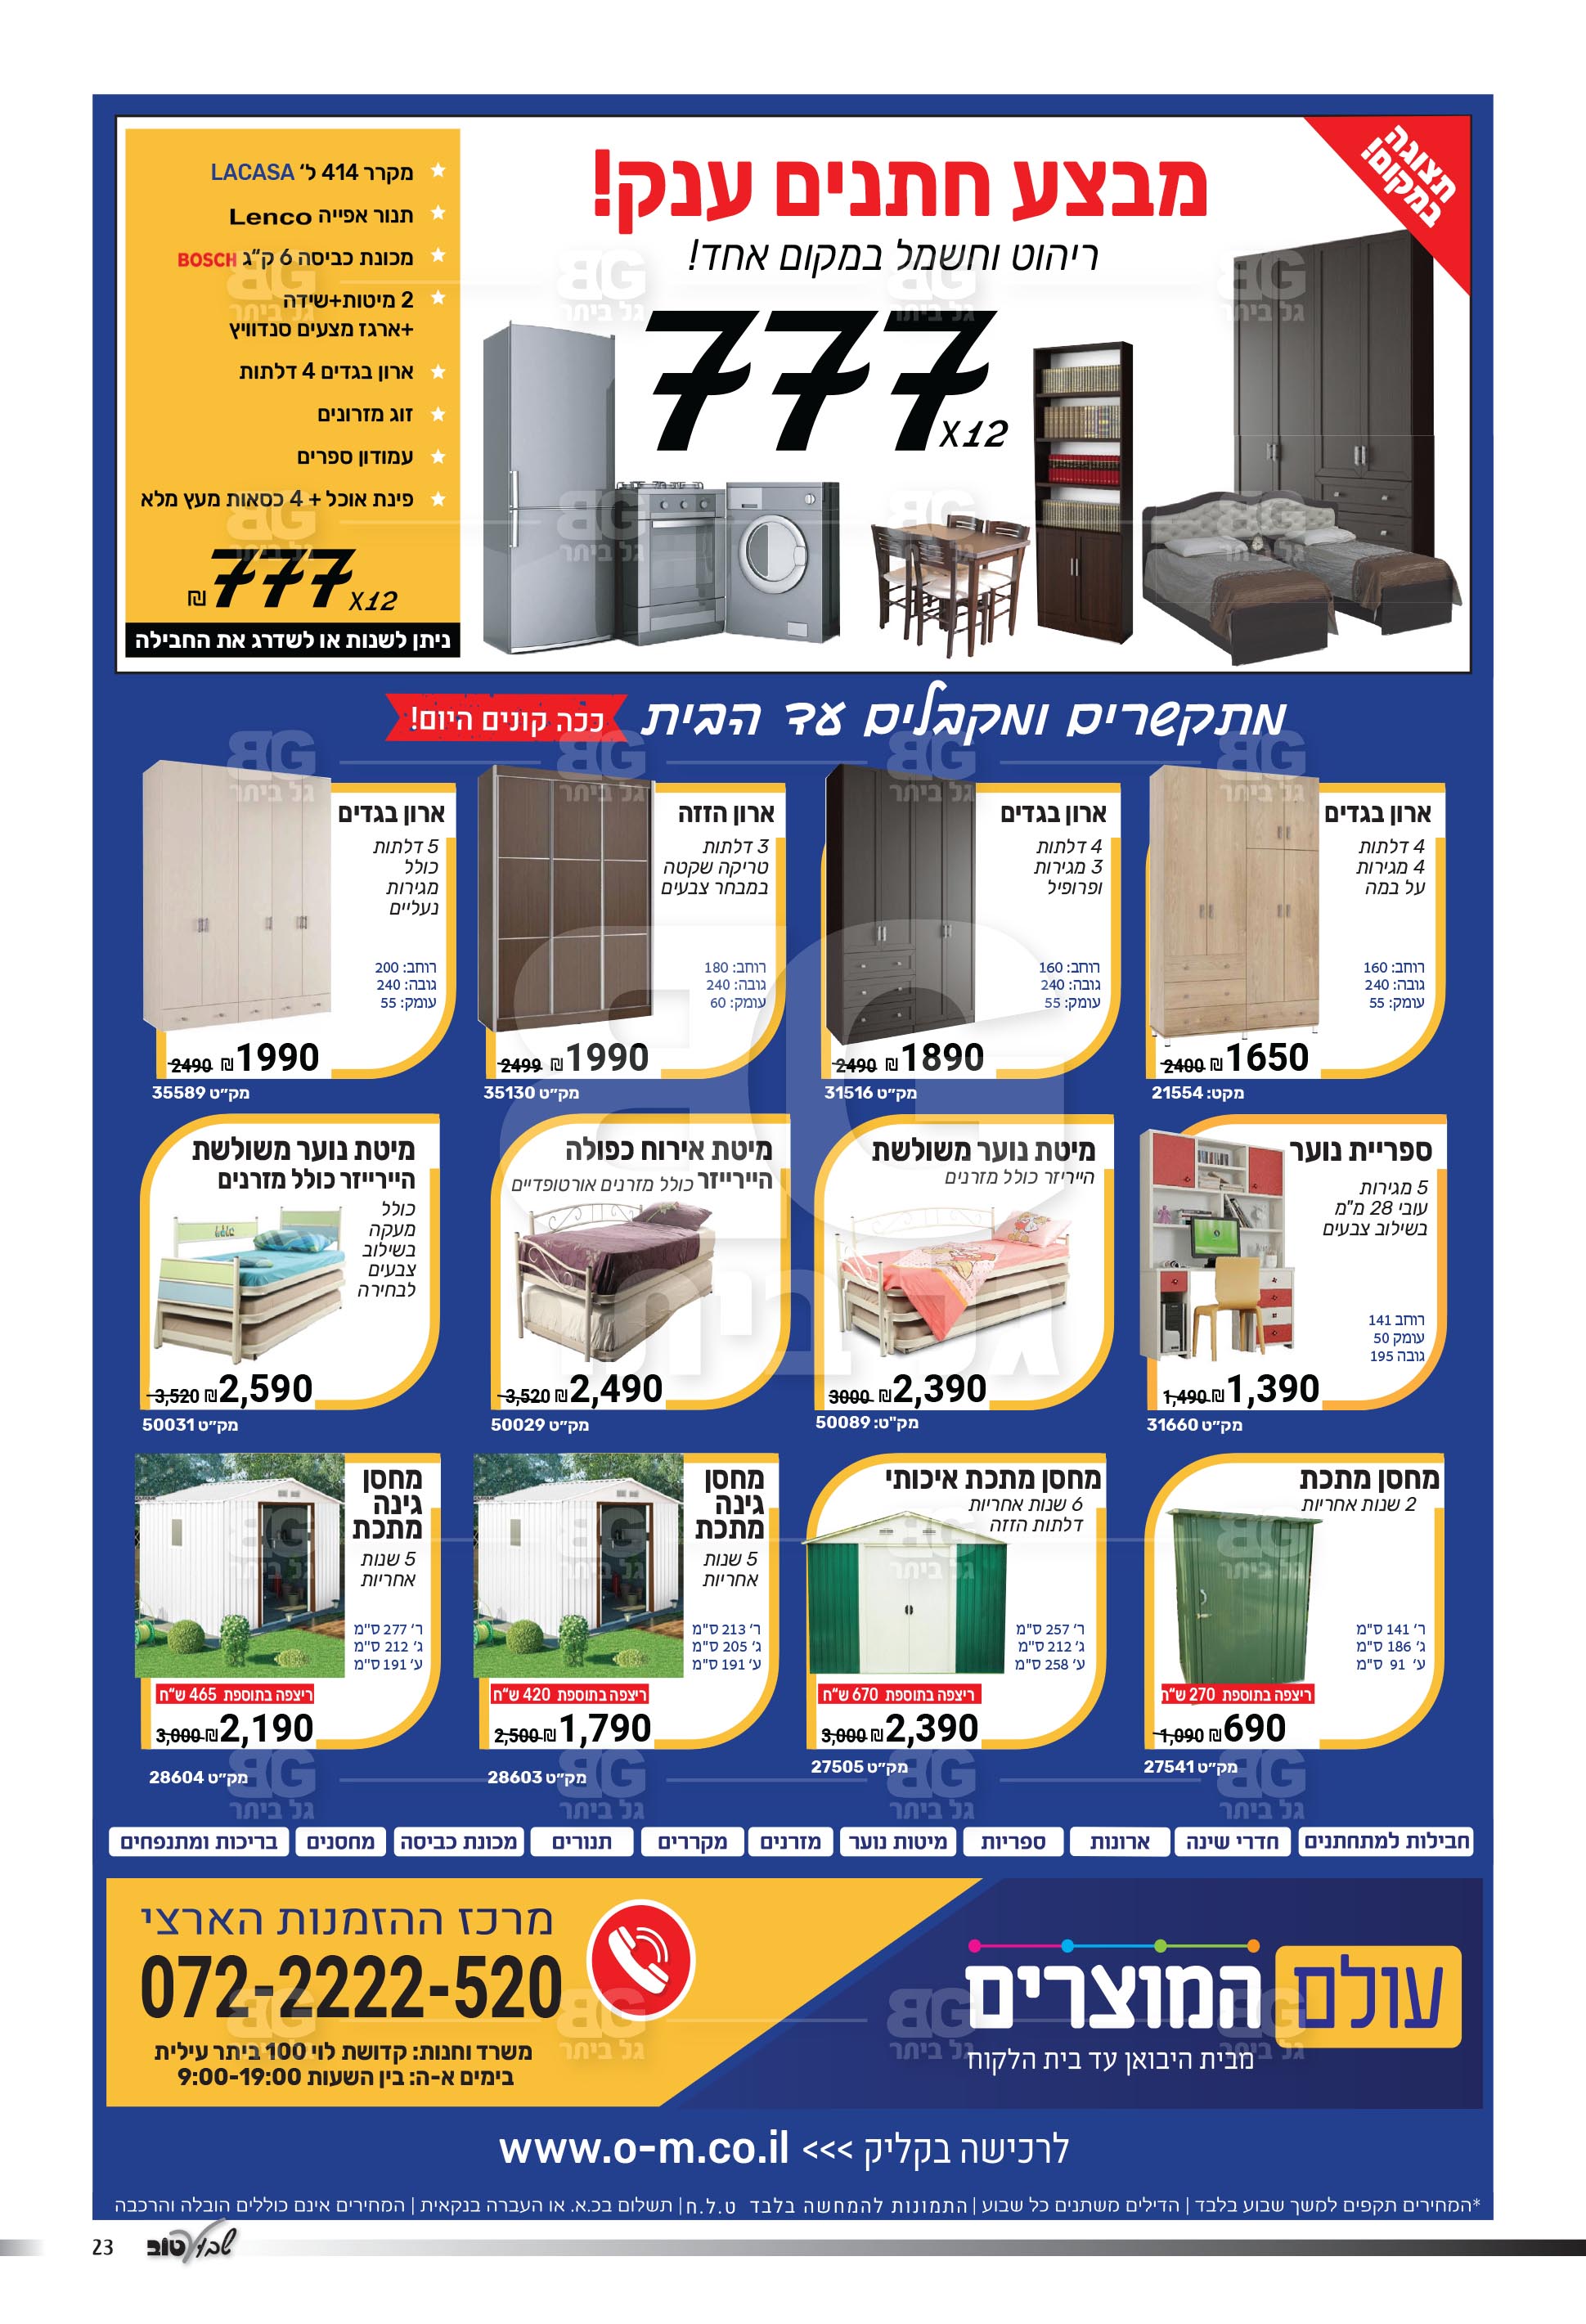 תצוגה
במקום!
מבצע חתנים ענק!
ריהוט וחשמל במקום אחד!
777 X12
מקרר 414 ל' LACASA
תנור אפייה Lenco
מכונת כביסה 6 ק"ג BOSCH
2 מיטות+שידה
+ארגז מצעים סנדוויץ
ארון בגדים 4 דלתות
זוג מזרונים
עמודון ספרים
פינת אוכל + 4 כסאות מעץ מלא
777 X12 ₪
ניתן לשנות או לשדרג את החבילה
מתקשרים ומקבלים עד הבית
ככה קונים היום!
ארון בגדים
4 דלתות
4 מגירות
על במה
רוחב: 160
גובה: 240
עומק: 55
1650 ₪ 2400
מקט: 21554
ארון בגדים
4 דלתות
3 מגירות
ופרופיל
רוחב: 160
גובה: 240
עומק: 55
1890 ₪ 2490
מק"ט 31516
ארון הזזה
3 דלתות
טריקה שקטה
במבחר צבעים
רוחב: 180
גובה: 240
עומק: 60
1990 ₪ 2499
מק"ט 35130
ארון בגדים
5 דלתות
כולל
מגירות
נעליים
רוחב: 200
גובה: 240
עומק: 55
1990 ₪ 2490
מק"ט 35589
ספריית נוער
5 מגירות
עובי 28 מ"מ
בשילוב צבעים
רוחב 141
עומק 50
גובה 195
1,390 ₪ 1,490
מק"ט 31660
מיטת נוער משולשת
הייריזר כולל מזרנים
2,390 ₪ 3000
מק"ט: 50089
מיטת אירוח כפולה
היירייזר כולל מזרנים אורטופדיים
2,490 ₪ 3,520
מק"ט 50029
מיטת נוער משולשת
היירייזר כולל מזרנים
כולל
מעקה
בשילוב
צבעים
לבחירה
2,590 ₪ 3,520
מק"ט 50031
מחסן מתכת
2 שנות אחריות
ר' 141 ס"מ
ג' 186 ס"מ
ע' 91 ס"מ
ריצפה בתוספת 270 ש"ח
690 ₪ 1,090
מק"ט 27541
מחסן מתכת איכותי
6 שנות אחריות
דלתות הזזה
ר' 257 ס"מ
ג' 212 ס"מ
ע' 258 ס"מ
ריצפה בתוספת 670 ש"ח
2,390 ₪ 3,000
מק"ט 27505
מחסן
גינה
מתכת
5 שנות
אחריות
ר' 213 ס"מ
ג' 205 ס"מ
ע' 191 ס"מ
ריצפה בתוספת 420 ש"ח
1,790 ₪ 2,500
מק"ט 28603
מחסן
גינה
מתכת
5 שנות
אחריות
ר' 277 ס"מ
ג' 212 ס"מ
ע' 191 ס"מ
ריצפה בתוספת 465 ש"ח
2,190 ₪ 3,000
מק"ט 28604
חבילות למתחתנים חדרי שינה ארונות ספריות מיטות נוער מזרנים מקררים תנורים מכונת כביסה מחסנים בריכות ומתנפחים
עולם המוצרים
מבית היבואן עד בית הלקוח
מרכז ההזמנות הארצי
072-2222-520
משרד וחנות: קדושת לוי 100 ביתר עילית
בימים א-ה: בין השעות 9:00-19:00
לרכישה בקליק >>> www.o-m.co.il
*המחירים תקפים למשך שבוע בלבד | הדילים משתנים כל שבוע | התמונות להמחשה בלבד ט.ל.ח | תשלום בכ.א. או העברה בנקאית | המחירים אינם כוללים הובלה והרכבה
23 שבוע טוב
BG גל ביתר